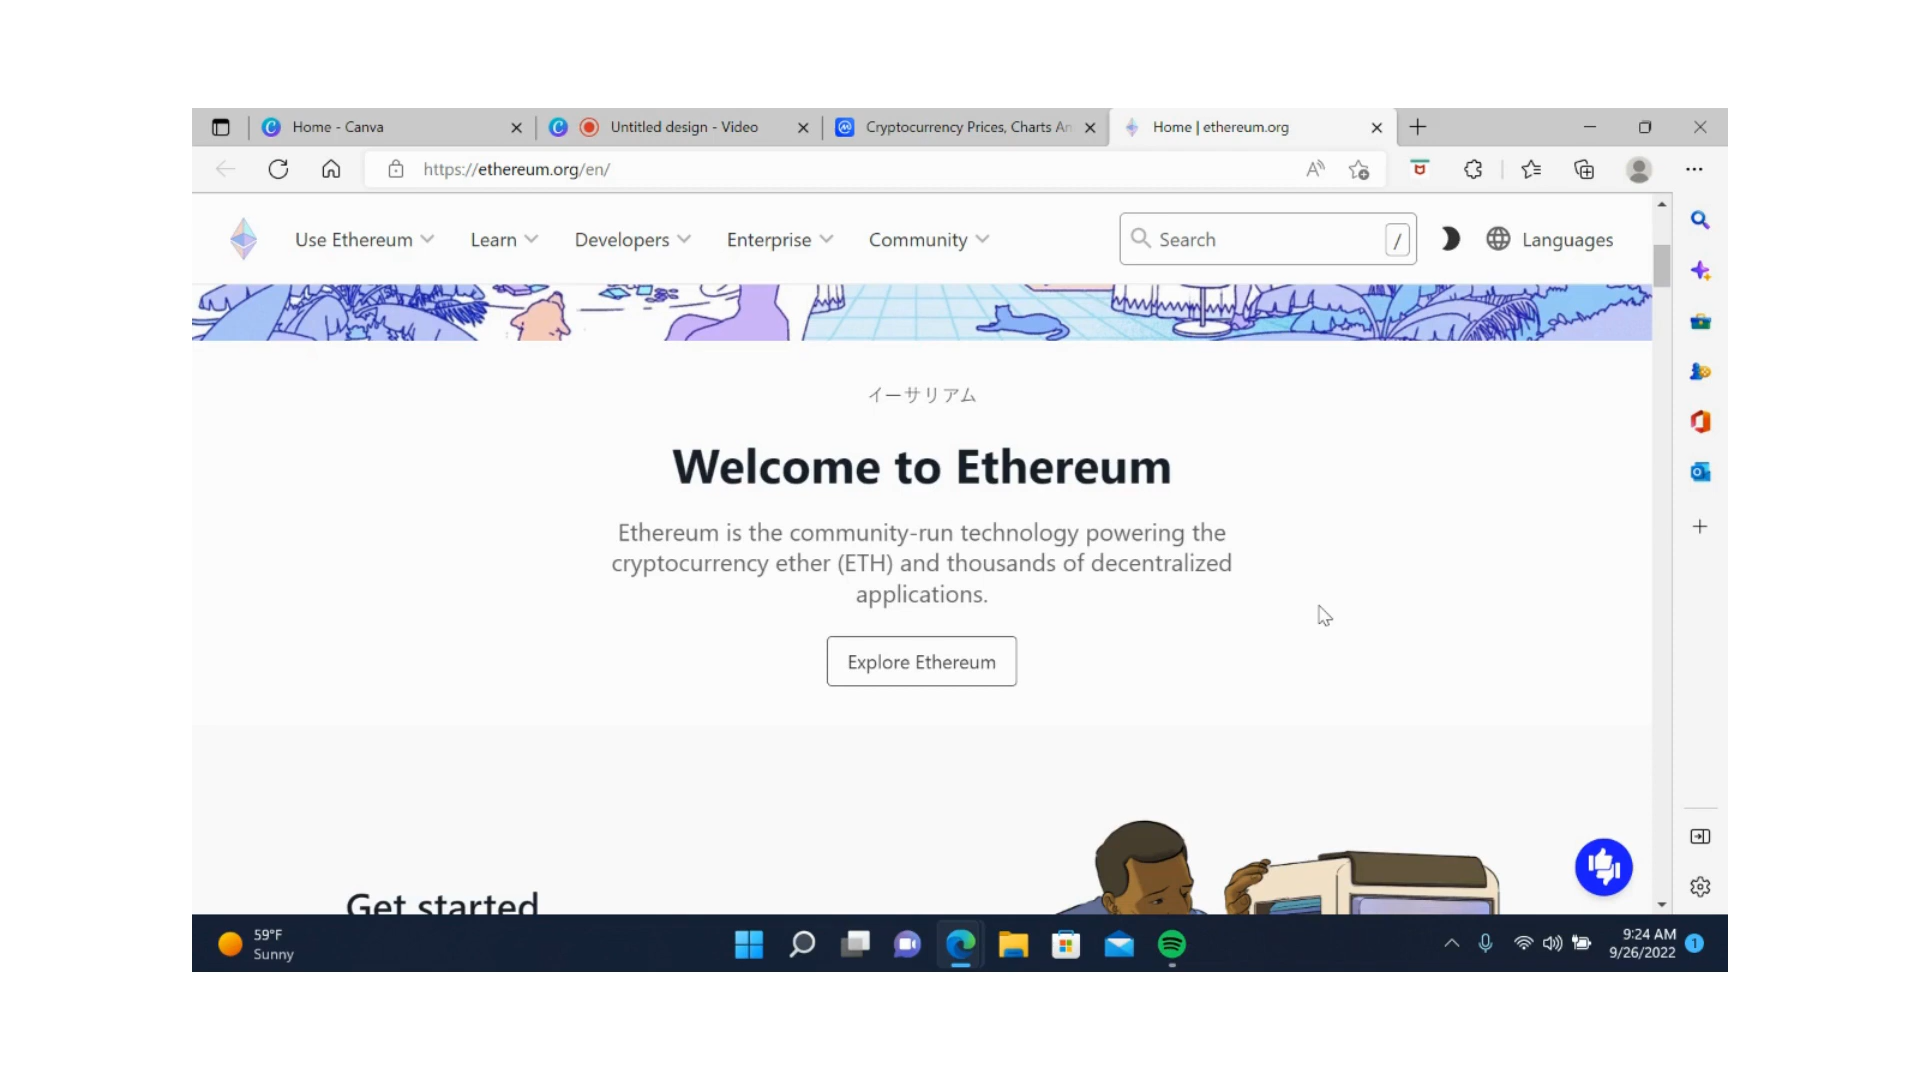 Home - Canva
Untitled design - Video
Cryptocurrency Prices, Charts An
Home | ethereum.org
https://ethereum.org/en/
Use Ethereum
Learn
Developers
Enterprise
Community
Search
/
Languages
イーサリアム
Welcome to Ethereum
Ethereum is the community-run technology powering the
cryptocurrency ether (ETH) and thousands of decentralized
applications.
Explore Ethereum
Get started
59°F
Sunny
9:24 AM
9/26/2022
1